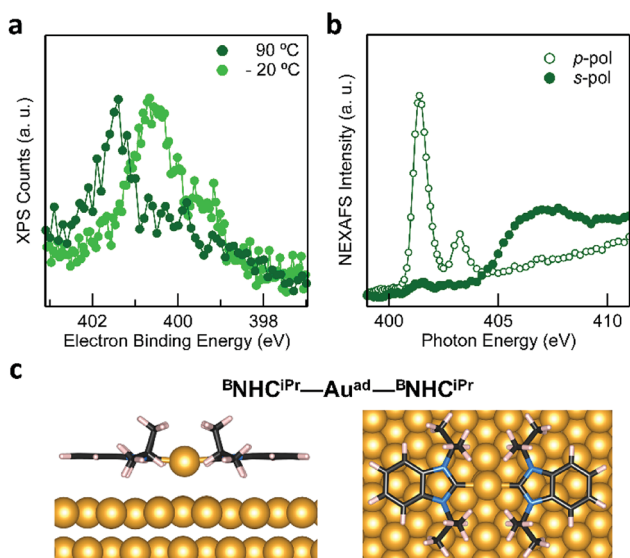 a
90 ºC
- 20 ºC
XPS Counts (a. u.)
402 400 398
Electron Binding Energy (eV)
b
p-pol
s-pol
NEXAFS Intensity (a. u.)
400 405 410
Photon Energy (eV)
c
ᴮNHCⁱᴾʳ—Auᵃᵈ—ᴮNHCⁱᴾʳ